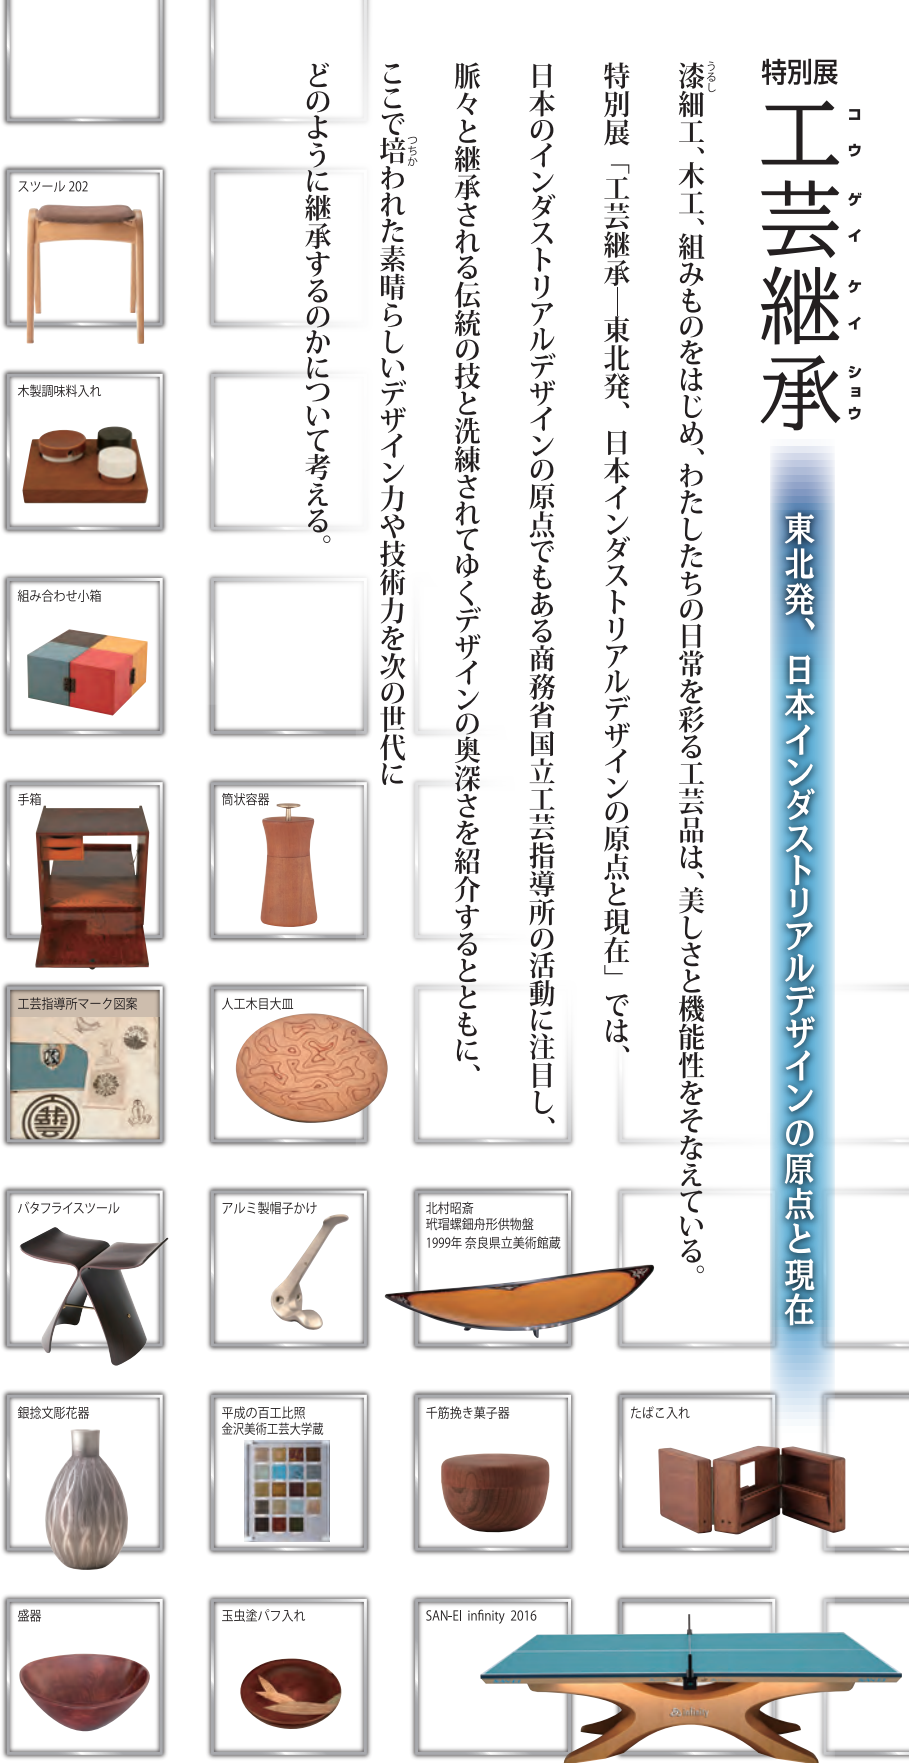 特別展
工芸継承
コウゲイケイショウ
東北発、日本インダストリアルデザインの原点と現在
漆細工、木工、組みものをはじめ、わたしたちの日常を彩る工芸品は、美しさと機能性をそなえている。
うるし
特別展「工芸継承―東北発、日本インダストリアルデザインの原点と現在」では、
日本のインダストリアルデザインの原点でもある商務省国立工芸指導所の活動に注目し、
脈々と継承される伝統の技と洗練されてゆくデザインの奥深さを紹介するとともに、
ここで培われた素晴らしいデザイン力や技術力を次の世代に
つちか
どのように継承するのかについて考える。
スツール 202
木製調味料入れ
組み合わせ小箱
手箱
筒状容器
工芸指導所マーク図案
人工木目大皿
バタフライスツール
アルミ製帽子かけ
北村昭斎
玳瑁螺鈿舟形供物盤
1999年 奈良県立美術館蔵
銀捻文彫花器
平成の百工比照
金沢美術工芸大学蔵
千筋挽き菓子器
たばこ入れ
盛器
玉虫塗パフ入れ
SAN-EI infinity 2016
infinity